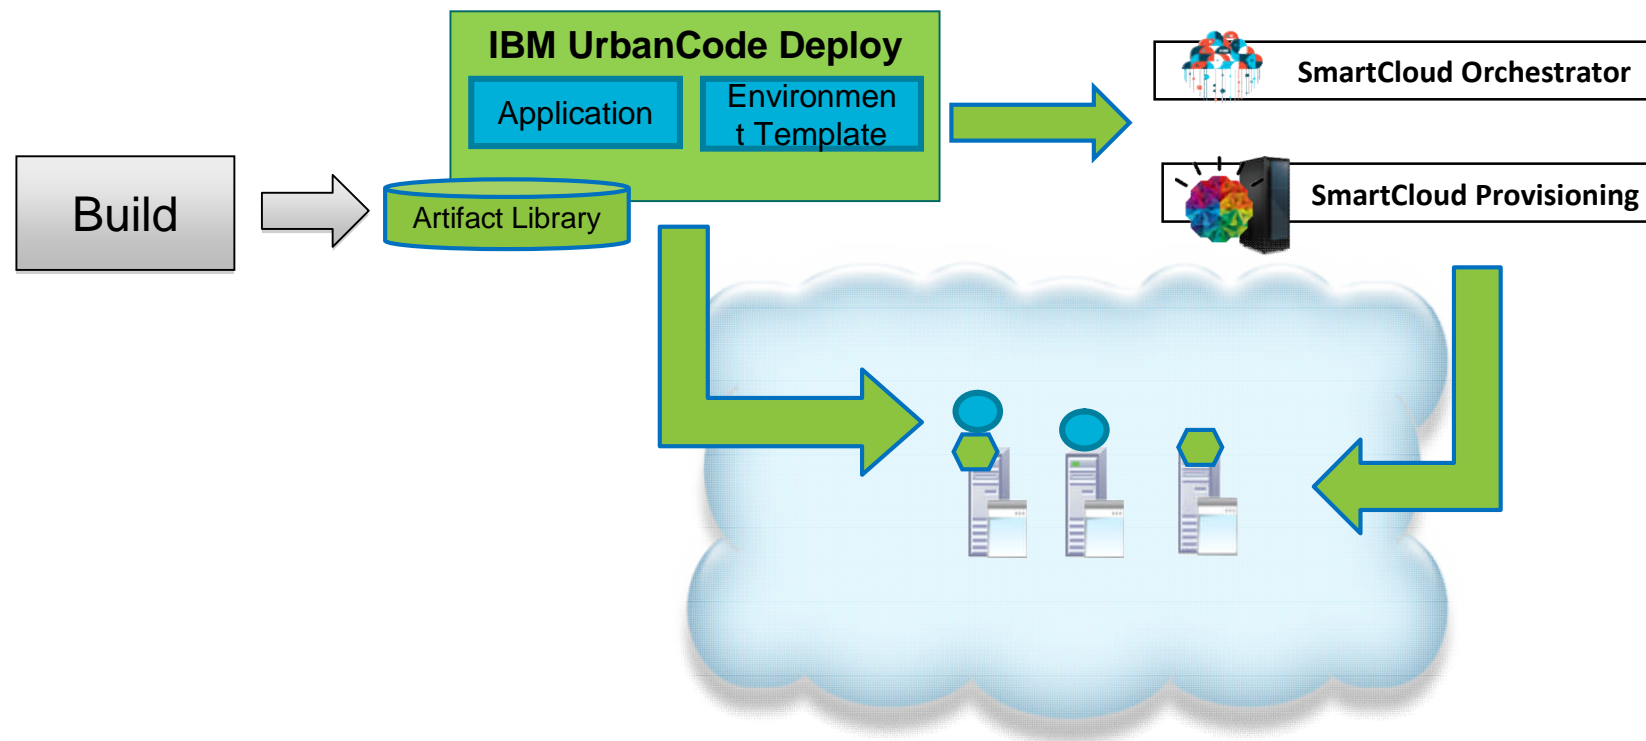 IBM UrbanCode Deploy
Application
Environmen
t Template
SmartCloud Orchestrator
Build
Artifact Library
SmartCloud Provisioning